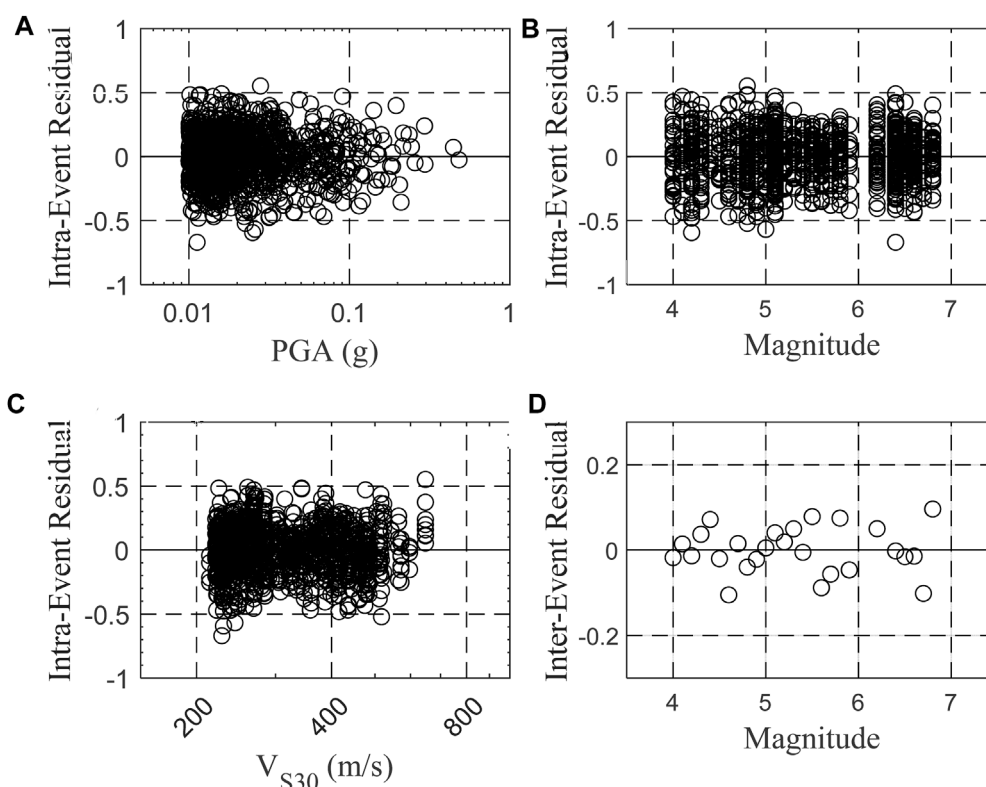 A
Intra-Event Residual
1
0.5
0
-0.5
-1
0.01
0.1
1
PGA (g)
B
Intra-Event Residual
1
0.5
0
-0.5
-1
4
5
6
7
Magnitude
C
Intra-Event Residual
1
0.5
0
-0.5
-1
200
400
800
V_S30 (m/s)
D
Inter-Event Residual
0.2
0
-0.2
4
5
6
7
Magnitude